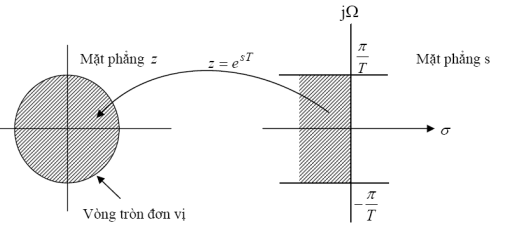 jΩ
Mặt phẳng z
z = e^{sT}
π/T
Mặt phẳng s
σ
Vòng tròn đơn vị
-π/T